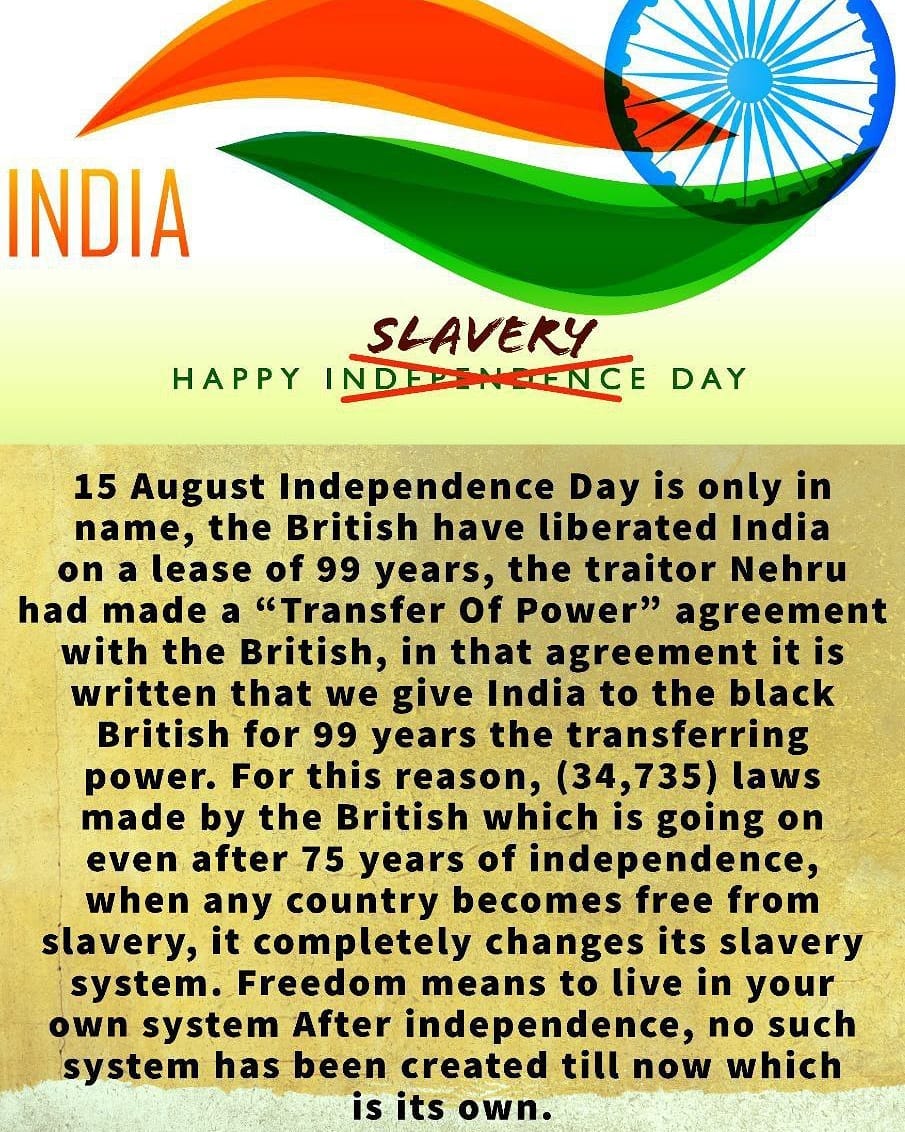 INDIA
SLAVERY
HAPPY INDEPENDENCE DAY
15 August Independence Day is only in
name, the British have liberated India
on a lease of 99 years, the traitor Nehru
had made a “Transfer Of Power” agreement
with the British, in that agreement it is
written that we give India to the black
British for 99 years the transferring
power. For this reason, (34,735) laws
made by the British which is going on
even after 75 years of independence,
when any country becomes free from
slavery, it completely changes its slavery
system. Freedom means to live in your
own system After independence, no such
system has been created till now which
is its own.